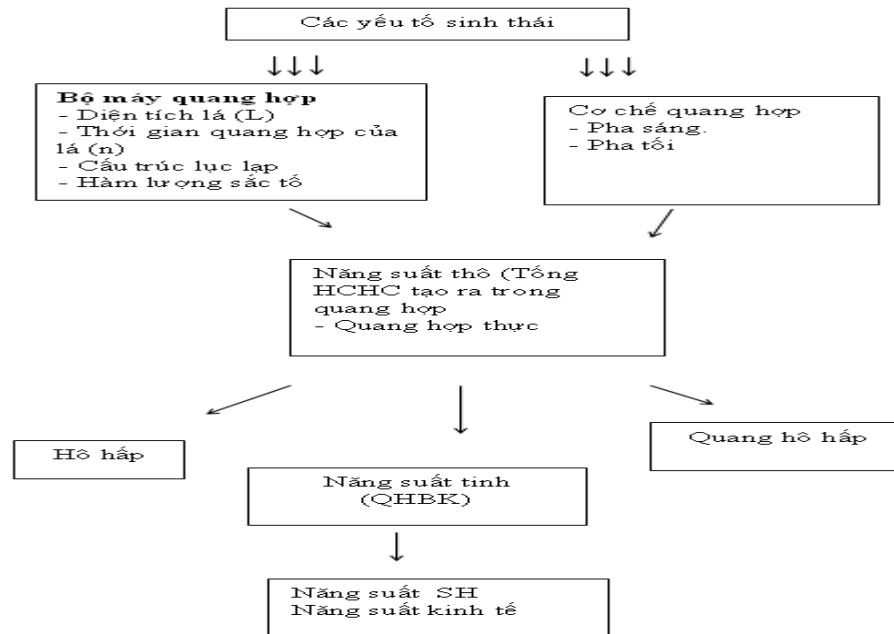 Các yếu tố sinh thái
Bộ máy quang hợp
- Diện tích lá (L)
- Thới gian quang hợp của
lá (n)
- Cấu trúc lục lạp
- Hàm lượng sắc tố
Cơ chế quang hợp
- Pha sáng.
- Pha tối
Năng suất thô (Tổng
HCHC tạo ra trong
quang hợp
- Quang hợp thực
Hô hấp
Quang hô hấp
Năng suất tinh
(QHBK)
Năng suất SH
Năng suất kinh tế